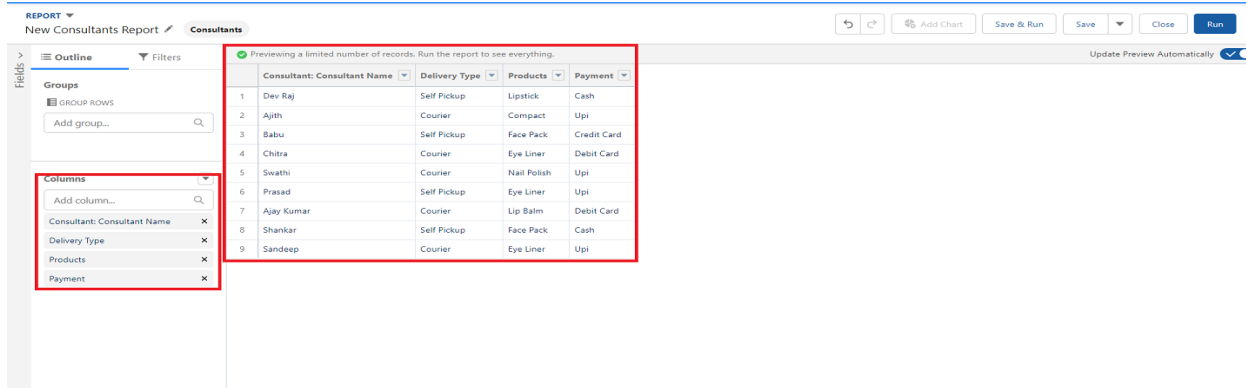 REPORT
New Consultants Report Consultants
Add Chart Save & Run Save Close Run
Fields
Outline Filters
Groups
GROUP ROWS
Add group...
Columns
Add column...
Consultant: Consultant Name
Delivery Type
Products
Payment
Previewing a limited number of records. Run the report to see everything.
Update Preview Automatically
Consultant: Consultant Name Delivery Type Products Payment
1 Dev Raj Self Pickup Lipstick Cash
2 Ajith Courier Compact Upi
3 Babu Self Pickup Face Pack Credit Card
4 Chitra Courier Eye Liner Debit Card
5 Swathi Courier Nail Polish Upi
6 Prasad Self Pickup Eye Liner Upi
7 Ajay Kumar Courier Lip Balm Debit Card
8 Shankar Self Pickup Face Pack Cash
9 Sandeep Courier Eye Liner Upi